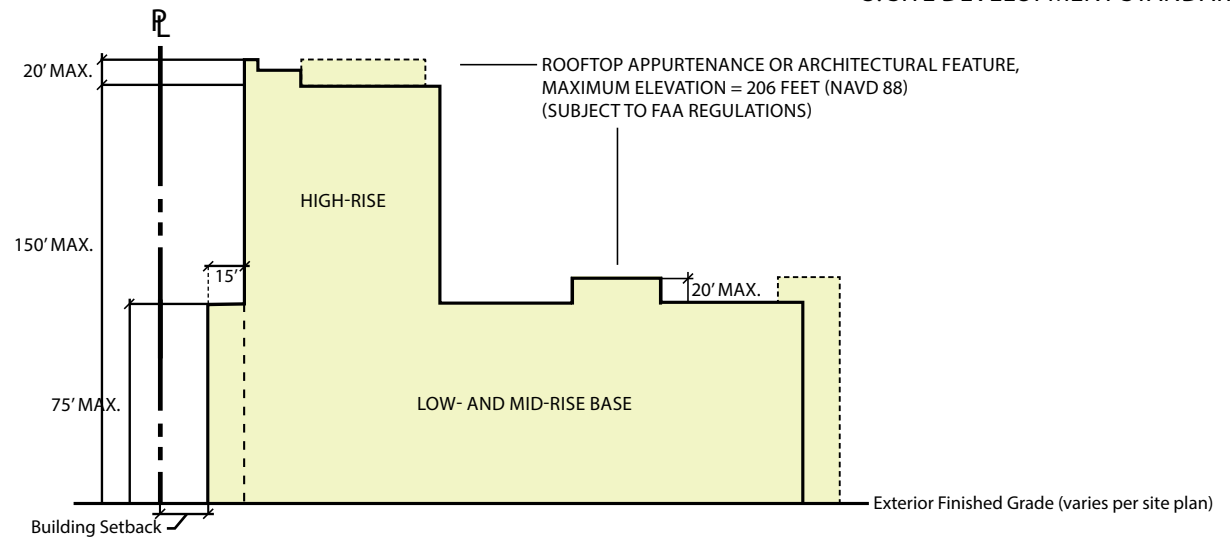 PL
20’ MAX.
ROOFTOP APPURTENANCE OR ARCHITECTURAL FEATURE,
MAXIMUM ELEVATION = 206 FEET (NAVD 88)
(SUBJECT TO FAA REGULATIONS)
HIGH-RISE
150’ MAX.
15’
20’ MAX.
75’ MAX.
LOW- AND MID-RISE BASE
Exterior Finished Grade (varies per site plan)
Building Setback